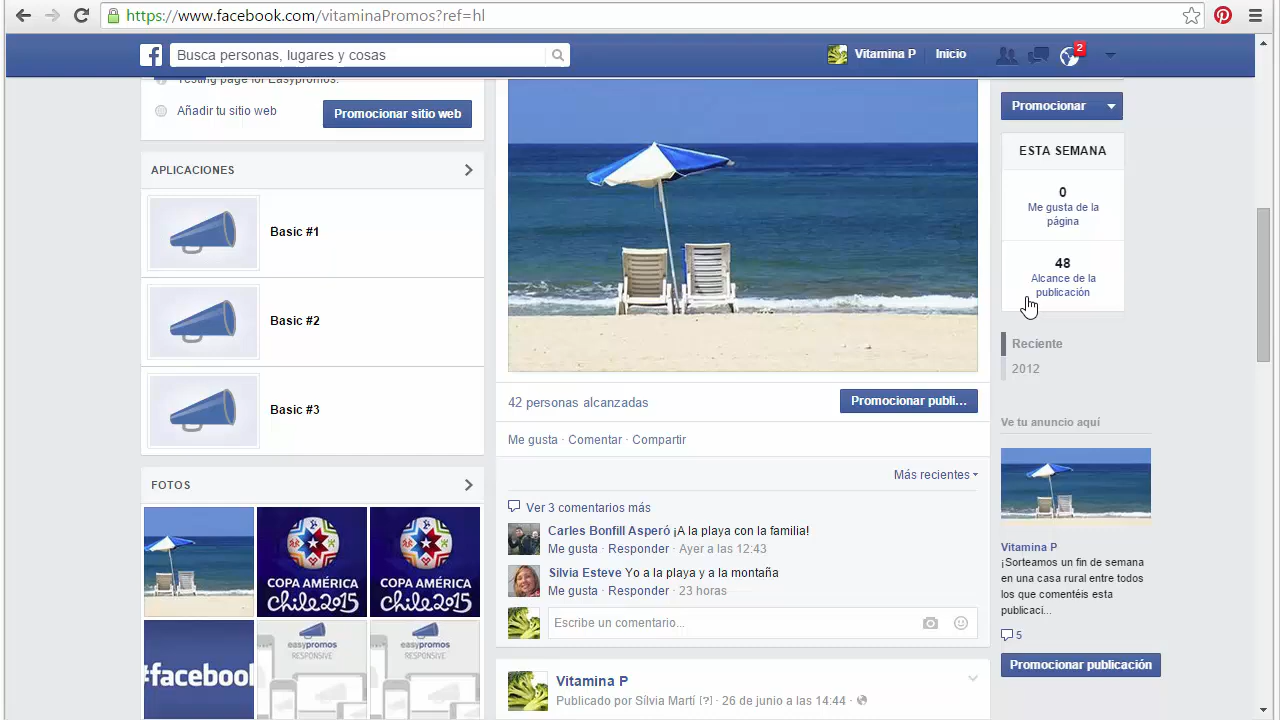 https://www.facebook.com/vitaminaPromos?ref=hl
Busca personas, lugares y cosas
Vitamina P
Inicio
2
Testing page for Easypromos.
Añadir tu sitio web
Promocionar sitio web
APLICACIONES
Basic #1
Basic #2
Basic #3
FOTOS
COPA AMÉRICA
Chile2015
COPA AMÉRICA
Chile2015
#facebook
easypromos
RESPONSIVE
easypromos
RESPONSIVE
42 personas alcanzadas
Promocionar publi...
Me gusta · Comentar · Compartir
Más recientes
Ver 3 comentarios más
Carles Bonfill Asperó ¡A la playa con la familia!
Me gusta · Responder · Ayer a las 12:43
Silvia Esteve Yo a la playa y a la montaña
Me gusta · Responder · 23 horas
Escribe un comentario...
Vitamina P
Publicado por Sílvia Martí [?] · 26 de junio a las 14:44 ·
Promocionar
ESTA SEMANA
0
Me gusta de la
página
48
Alcance de la
publicación
Reciente
2012
Ve tu anuncio aquí
Vitamina P
¡Sorteamos un fin de semana
en una casa rural entre todos
los que comentéis esta
publicaci...
5
Promocionar publicación